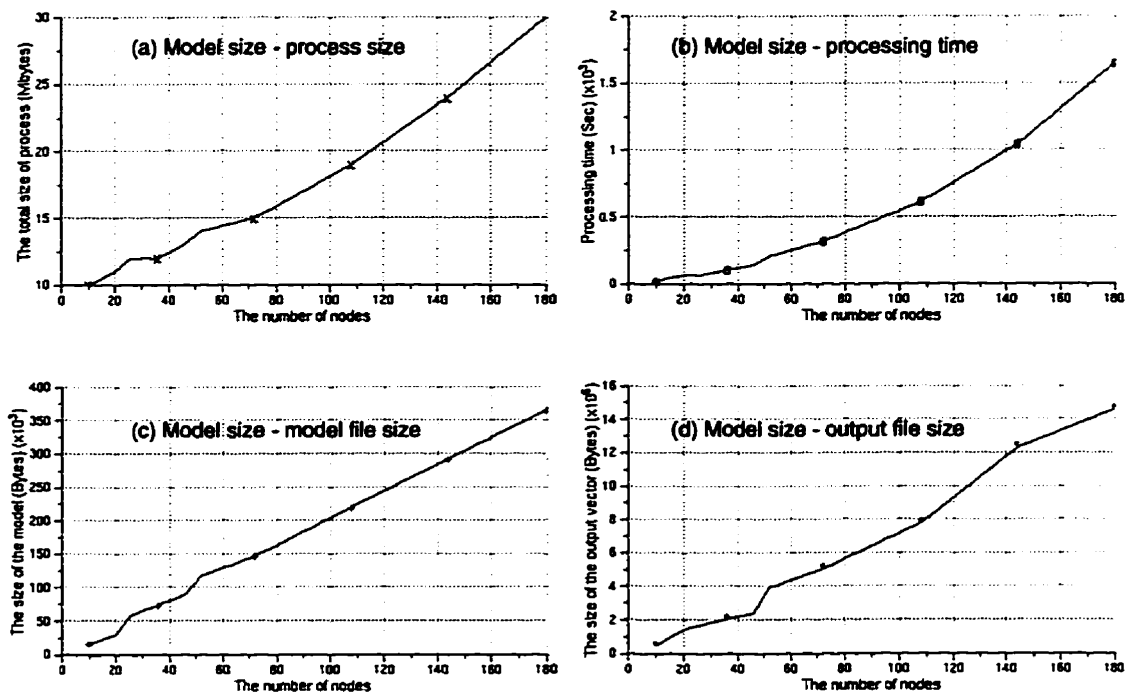 (a) Model size - process size
The total size of process (Mbytes)
30
25
20
15
10
0 20 40 60 80 100 120 140 160 180
The number of nodes
(b) Model size - processing time
Processing time (Sec) (x10³)
2
1.5
1
0.5
0
0 20 40 60 80 100 120 140 160 180
The number of nodes
(c) Model size - model file size
The size of the model (Bytes) (x10³)
400
350
300
250
200
150
100
50
0
0 20 40 60 80 100 120 140 160 180
The number of nodes
(d) Model size - output file size
The size of the output vector (Bytes) (x10⁶)
16
14
12
10
8
6
4
2
0
0 20 40 60 80 100 120 140 160 180
The number of nodes